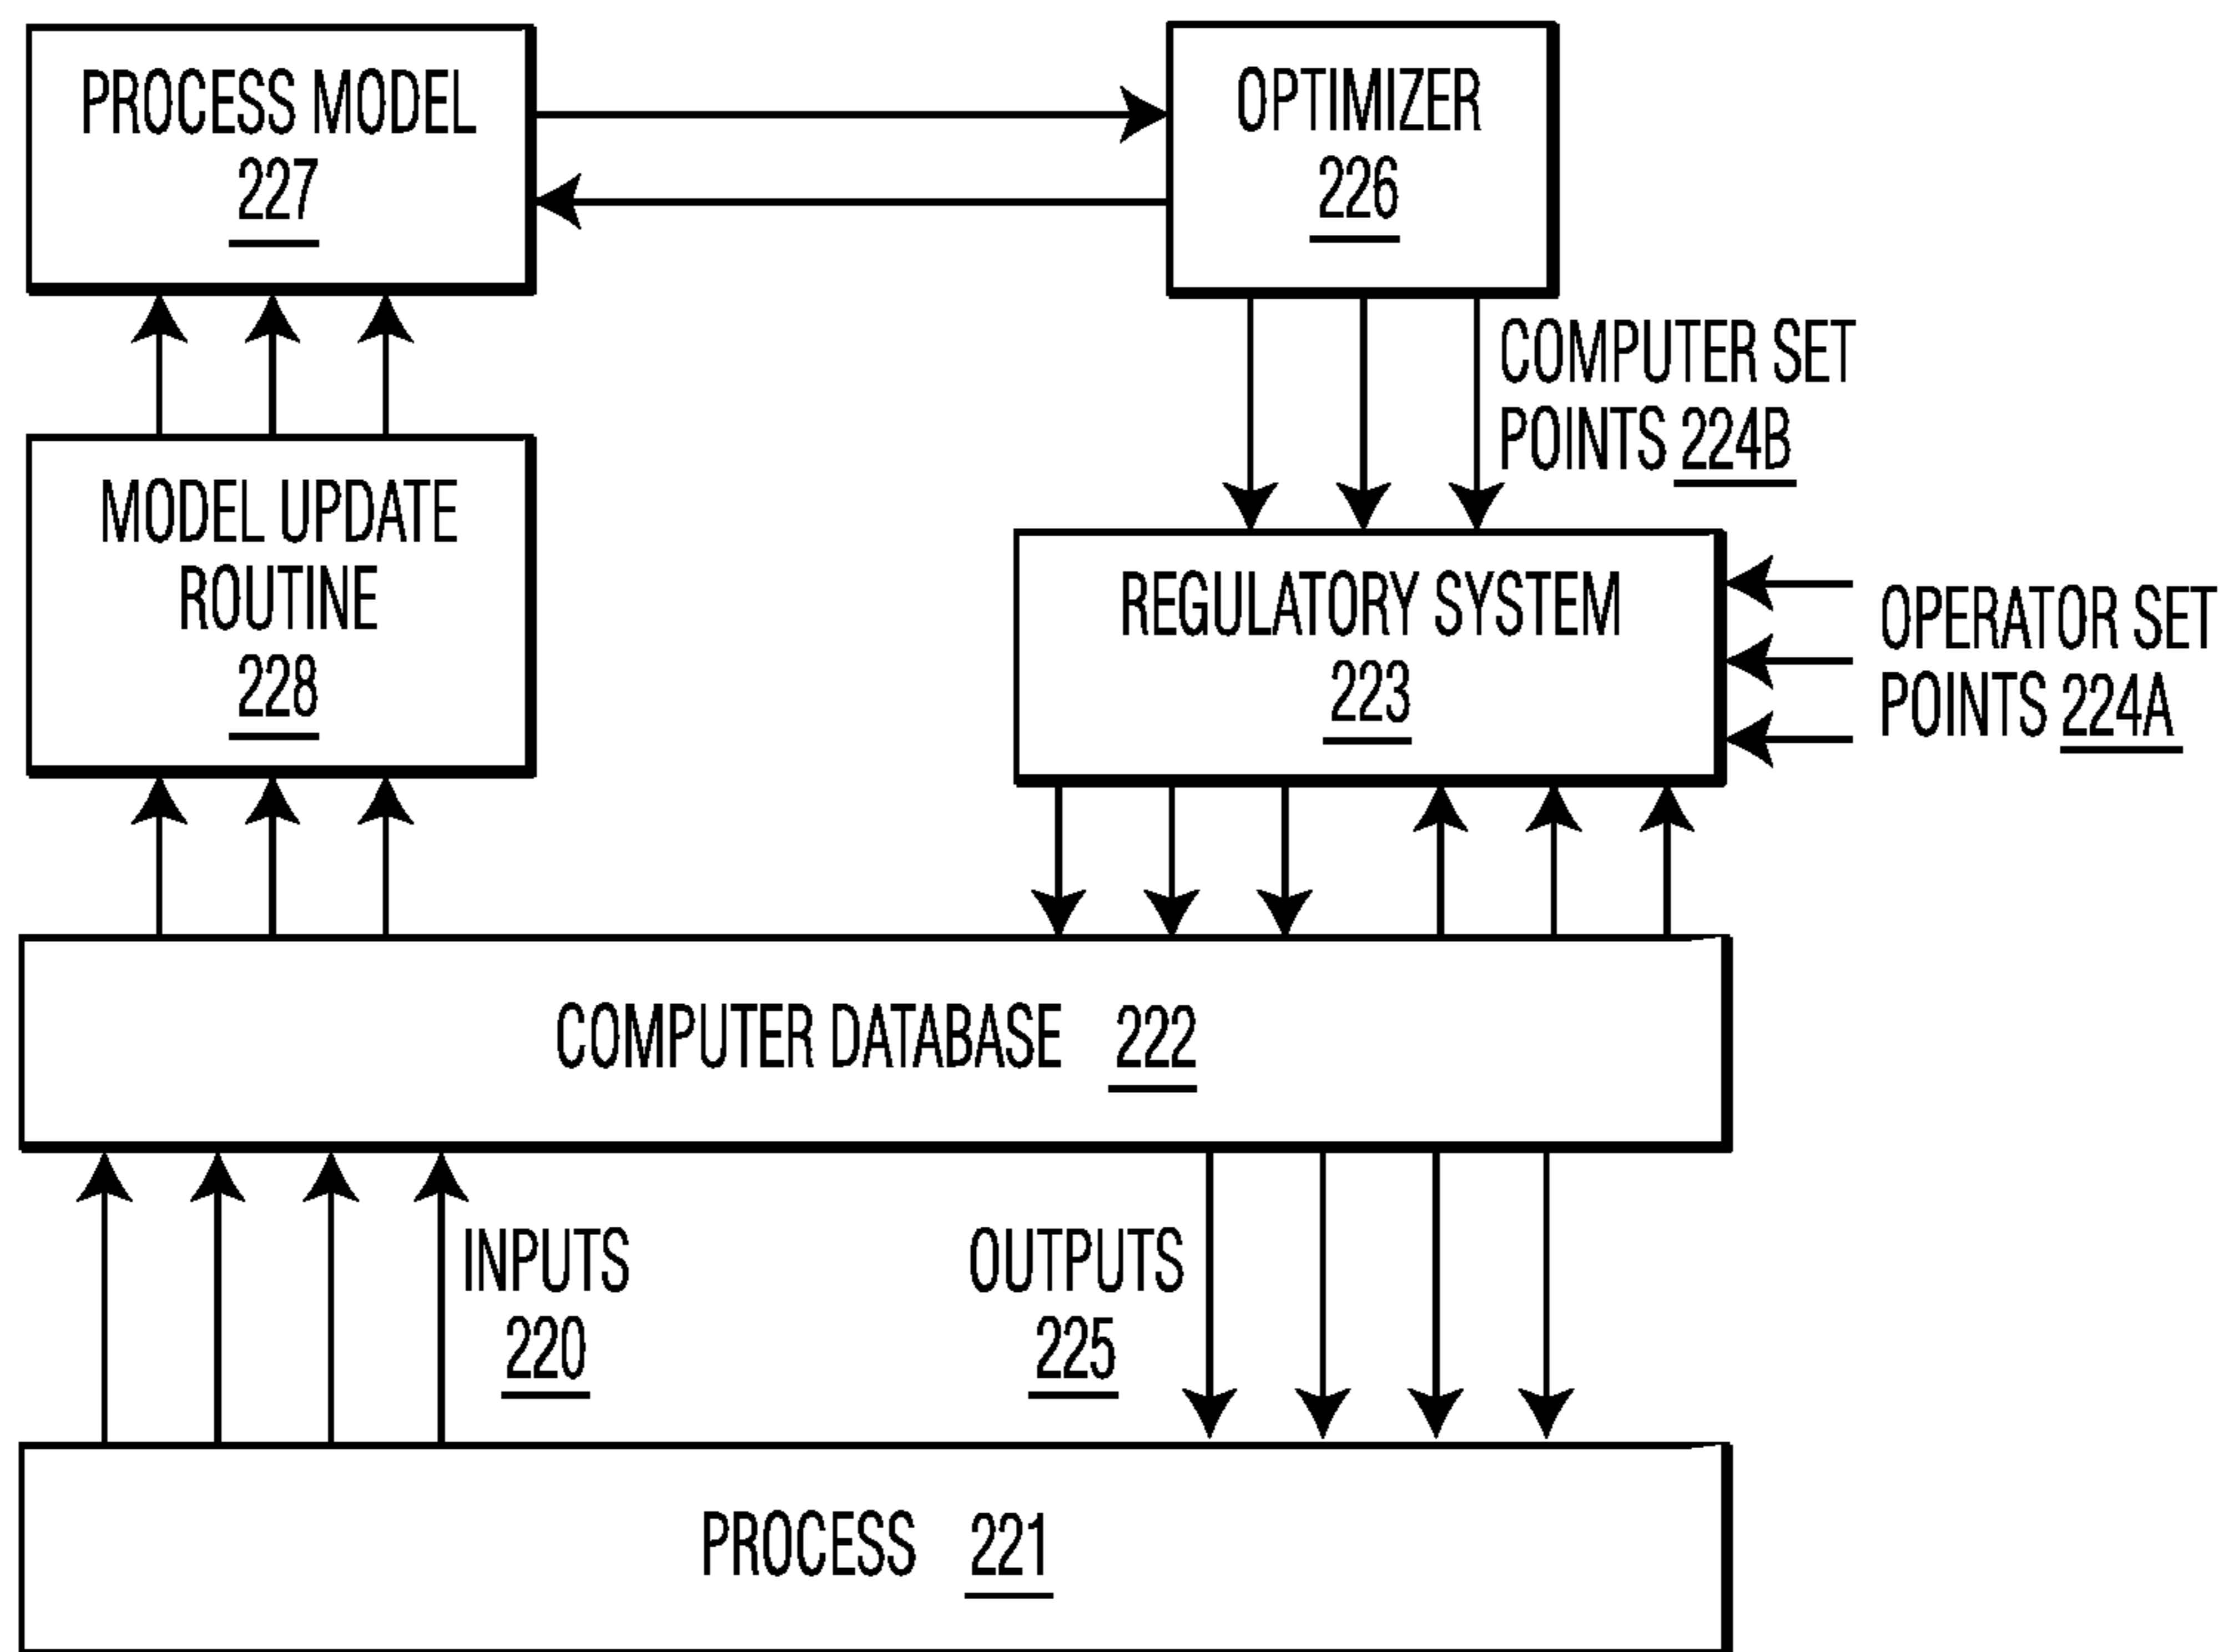 PROCESS MODEL
227
OPTIMIZER
226
COMPUTER SET
POINTS 224B
MODEL UPDATE
ROUTINE
228
REGULATORY SYSTEM
223
OPERATOR SET
POINTS 224A
COMPUTER DATABASE 222
INPUTS
220
OUTPUTS
225
PROCESS 221